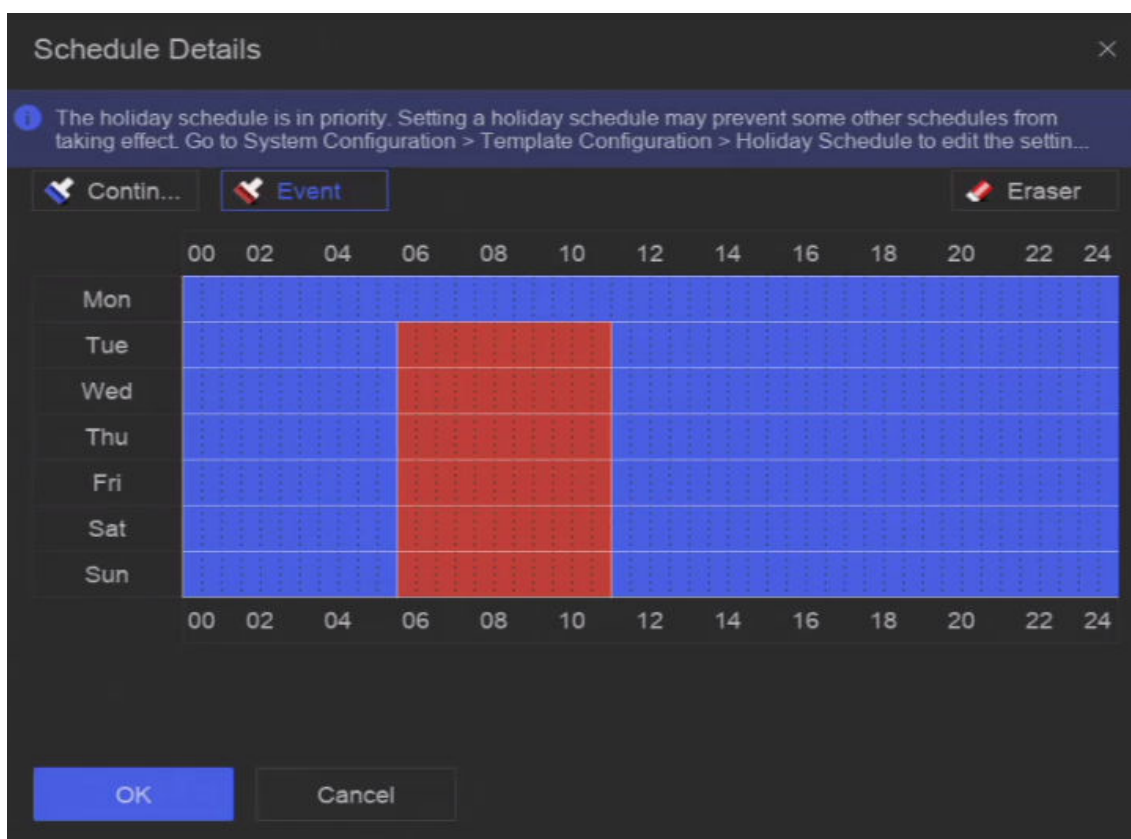 Schedule Details
The holiday schedule is in priority. Setting a holiday schedule may prevent some other schedules from
taking effect. Go to System Configuration > Template Configuration > Holiday Schedule to edit the settin...
Contin... Event Eraser
00 02 04 06 08 10 12 14 16 18 20 22 24
Mon
Tue
Wed
Thu
Fri
Sat
Sun
00 02 04 06 08 10 12 14 16 18 20 22 24
OK Cancel